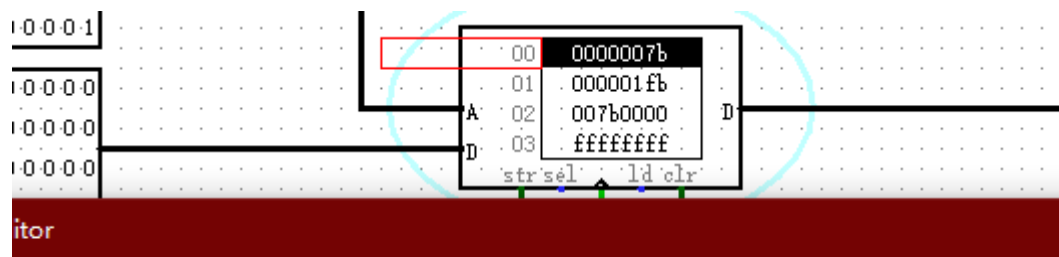 0·0·0·1
00 0000007b
0·0·0·0 01 000001fb
A 02 007b0000 D
0·0·0·0
D 03 ffffffff
0·0·0·0
str sel ld clr
itor